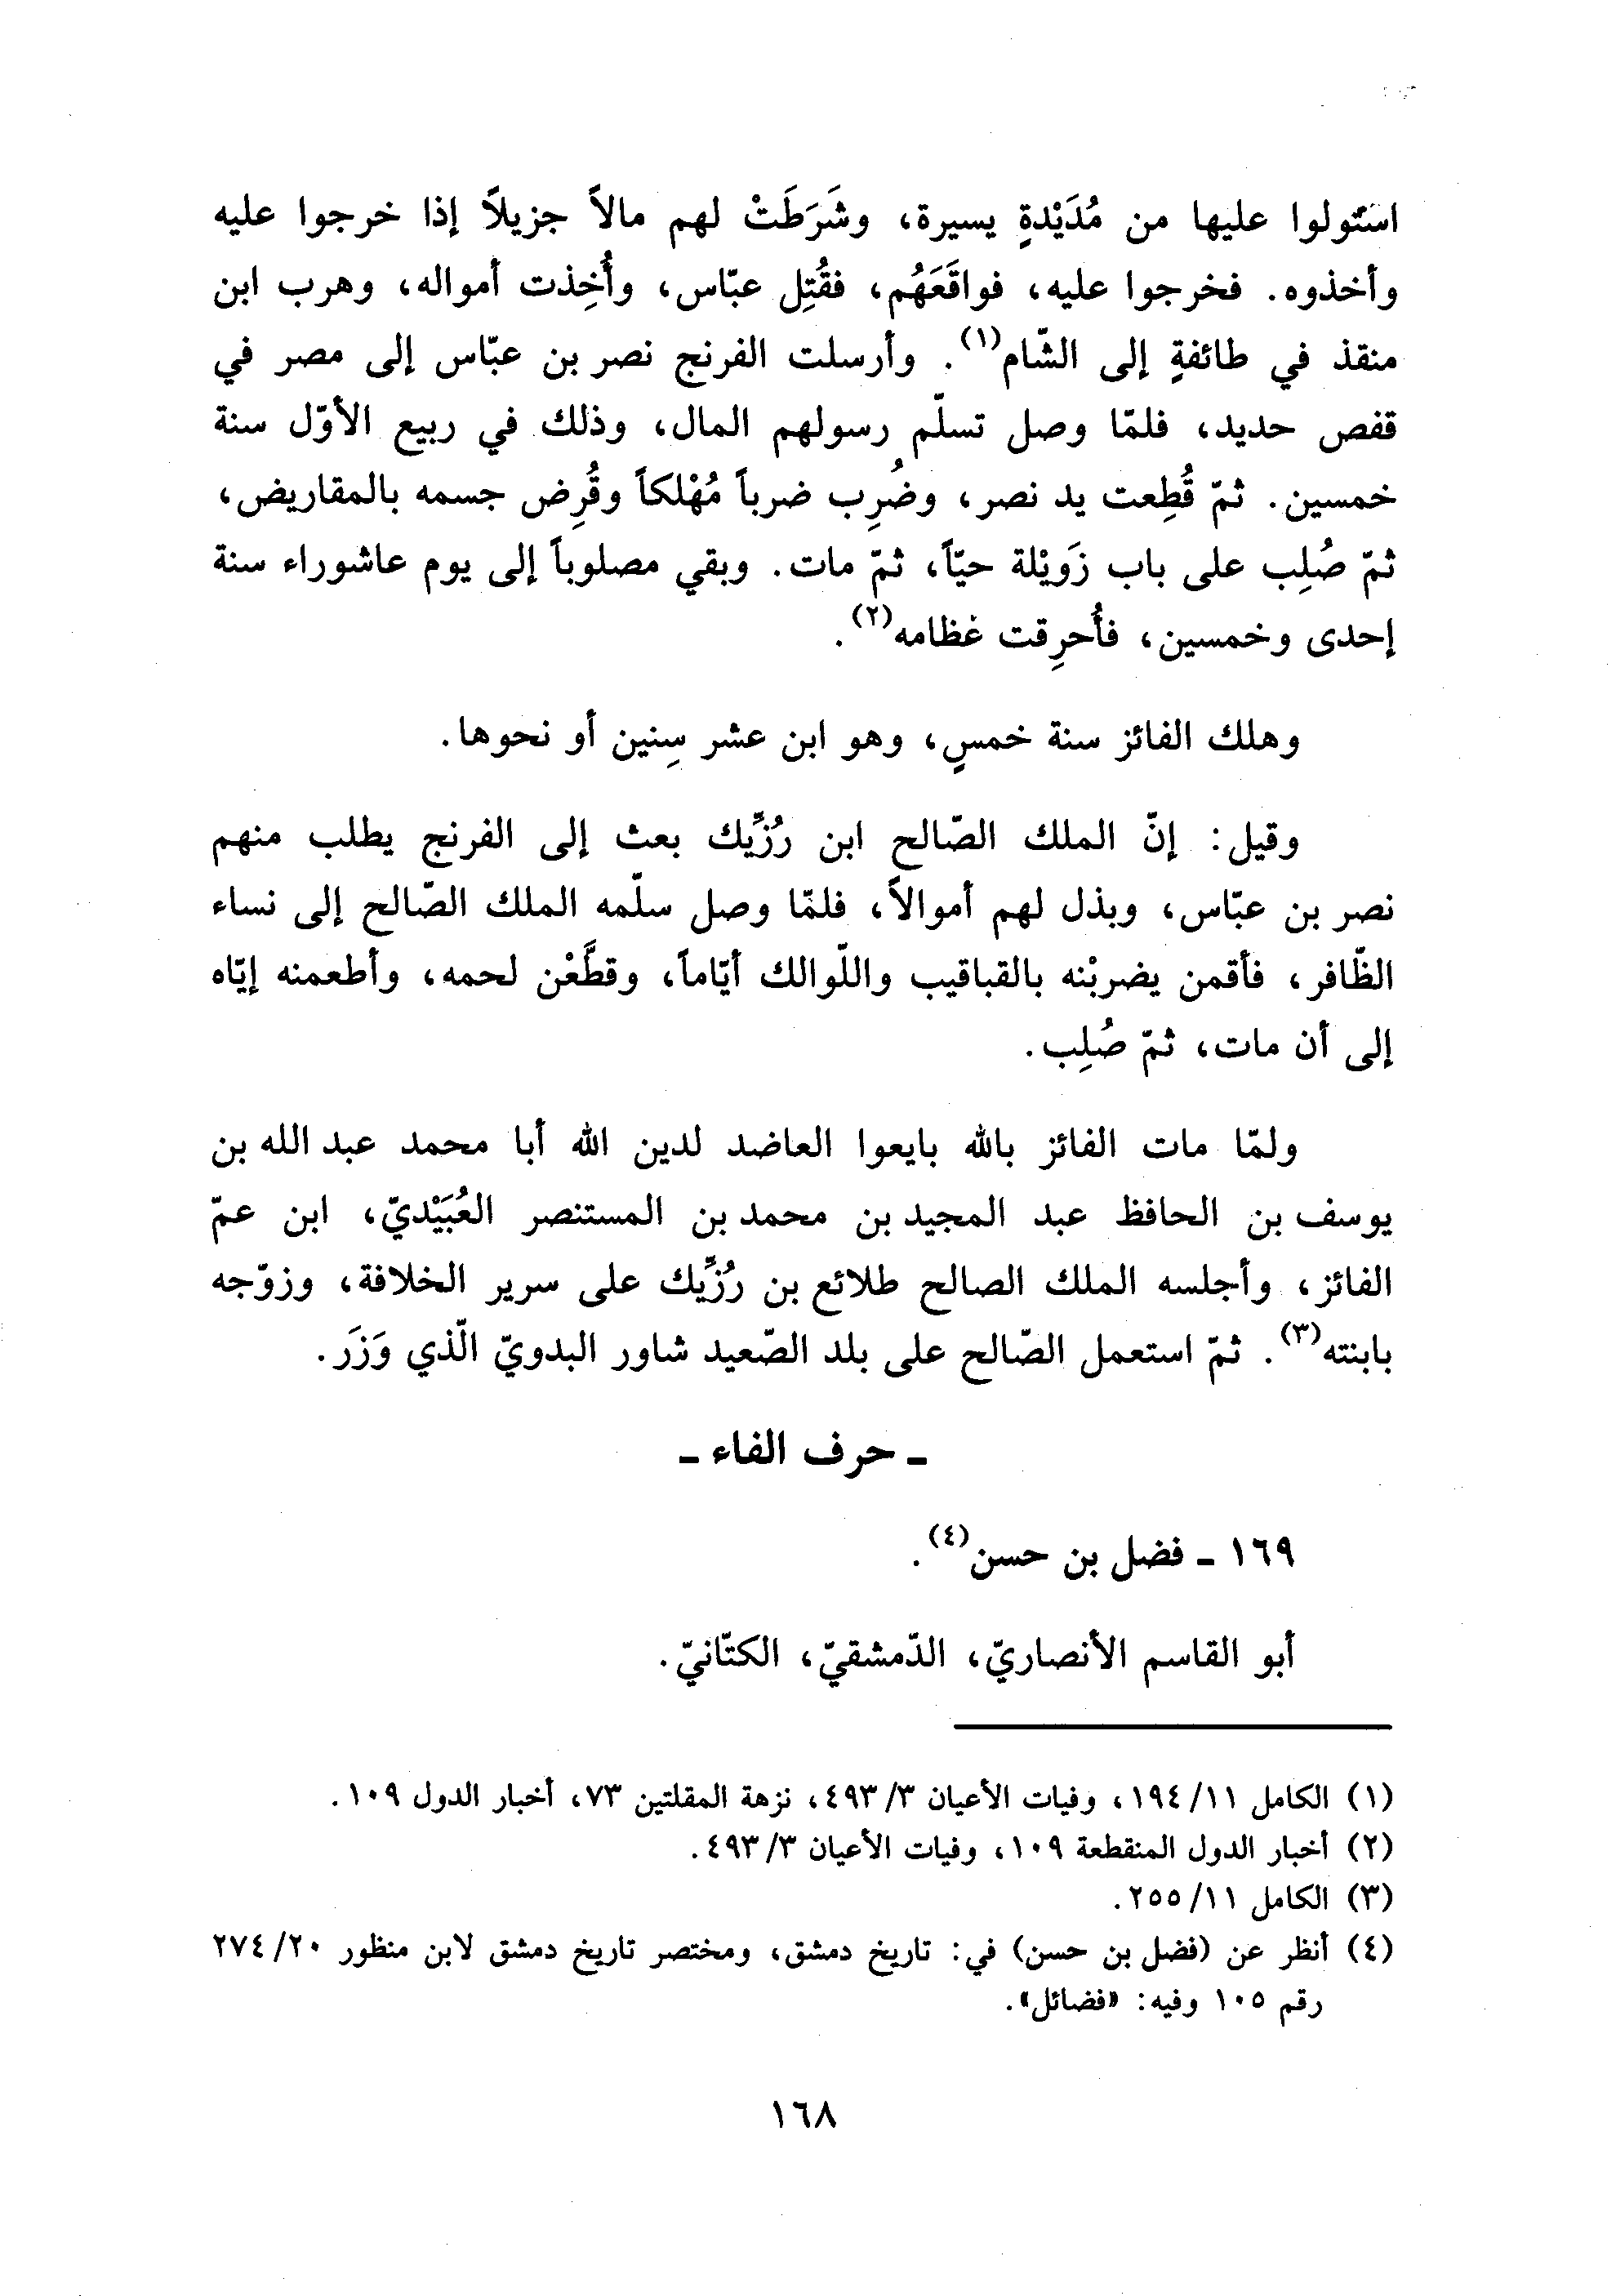 استولوا عليها من مُدَيْدةٍ يسيرة، وشَرَطَتْ لهم مالاً جزيلاً إذا خرجوا عليه
وأخذوه. فخرجوا عليه، فواقَعَهُم، فقُتِل عبّاس، وأُخِذت أمواله، وهرب ابن
منقذ في طائفةٍ إلى الشّام(١). وأرسلت الفرنج نصر بن عبّاس إلى مصر في
قفص حديد، فلمّا وصل تسلّم رسولهم المال، وذلك في ربيع الأوّل سنة
خمسين. ثمّ قُطِعت يد نصر، وضُرِب ضرباً مُهْلكاً وقُرِض جسمه بالمقاريض،
ثمّ صُلِب على باب زَوَيْلة حيّاً، ثمّ مات. وبقي مصلوباً إلى يوم عاشوراء سنة
إحدى وخمسين، فأُحرِقت عظامه(٢).
وهلك الفائز سنة خمسٍ، وهو ابن عشر سِنين أو نحوها.
وقيل: إنّ الملك الصّالح ابن رُزِّيك بعث إلى الفرنج يطلب منهم
نصر بن عبّاس، وبذل لهم أموالاً، فلمّا وصل سلّمه الملك الصّالح إلى نساء
الظّافر، فأقمن يضربْنه بالقباقيب واللّوالك أيّاماً، وقطَّعْن لحمه، وأطعمنه إيّاه
إلى أن مات، ثمّ صُلِب.
ولمّا مات الفائز بالله بايعوا العاضد لدين الله أبا محمد عبد الله بن
يوسف بن الحافظ عبد المجيد بن محمد بن المستنصر العُبَيْديّ، ابن عمّ
الفائز، وأجلسه الملك الصالح طلائع بن رُزِّيك على سرير الخلافة، وزوّجه
بابنته(٣). ثمّ استعمل الصّالح على بلد الصّعيد شاور البدويّ الّذي وَزَر.
ـ حرف الفاء ـ
١٦٩ ـ فضل بن حسن(٤).
أبو القاسم الأنصاريّ، الدّمشقيّ، الكتّانيّ.
(١) الكامل ١٩٤/١١، وفيات الأعيان ٤٩٣/٣، نزهة المقلتين ٧٣، أخبار الدول ١٠٩.
(٢) أخبار الدول المنقطعة ١٠٩، وفيات الأعيان ٤٩٣/٣.
(٣) الكامل ٢٥٥/١١.
(٤) أنظر عن (فضل بن حسن) في: تاريخ دمشق، ومختصر تاريخ دمشق لابن منظور ٢٧٤/٢٠
رقم ١٠٥ وفيه: «فضائل».
١٦٨